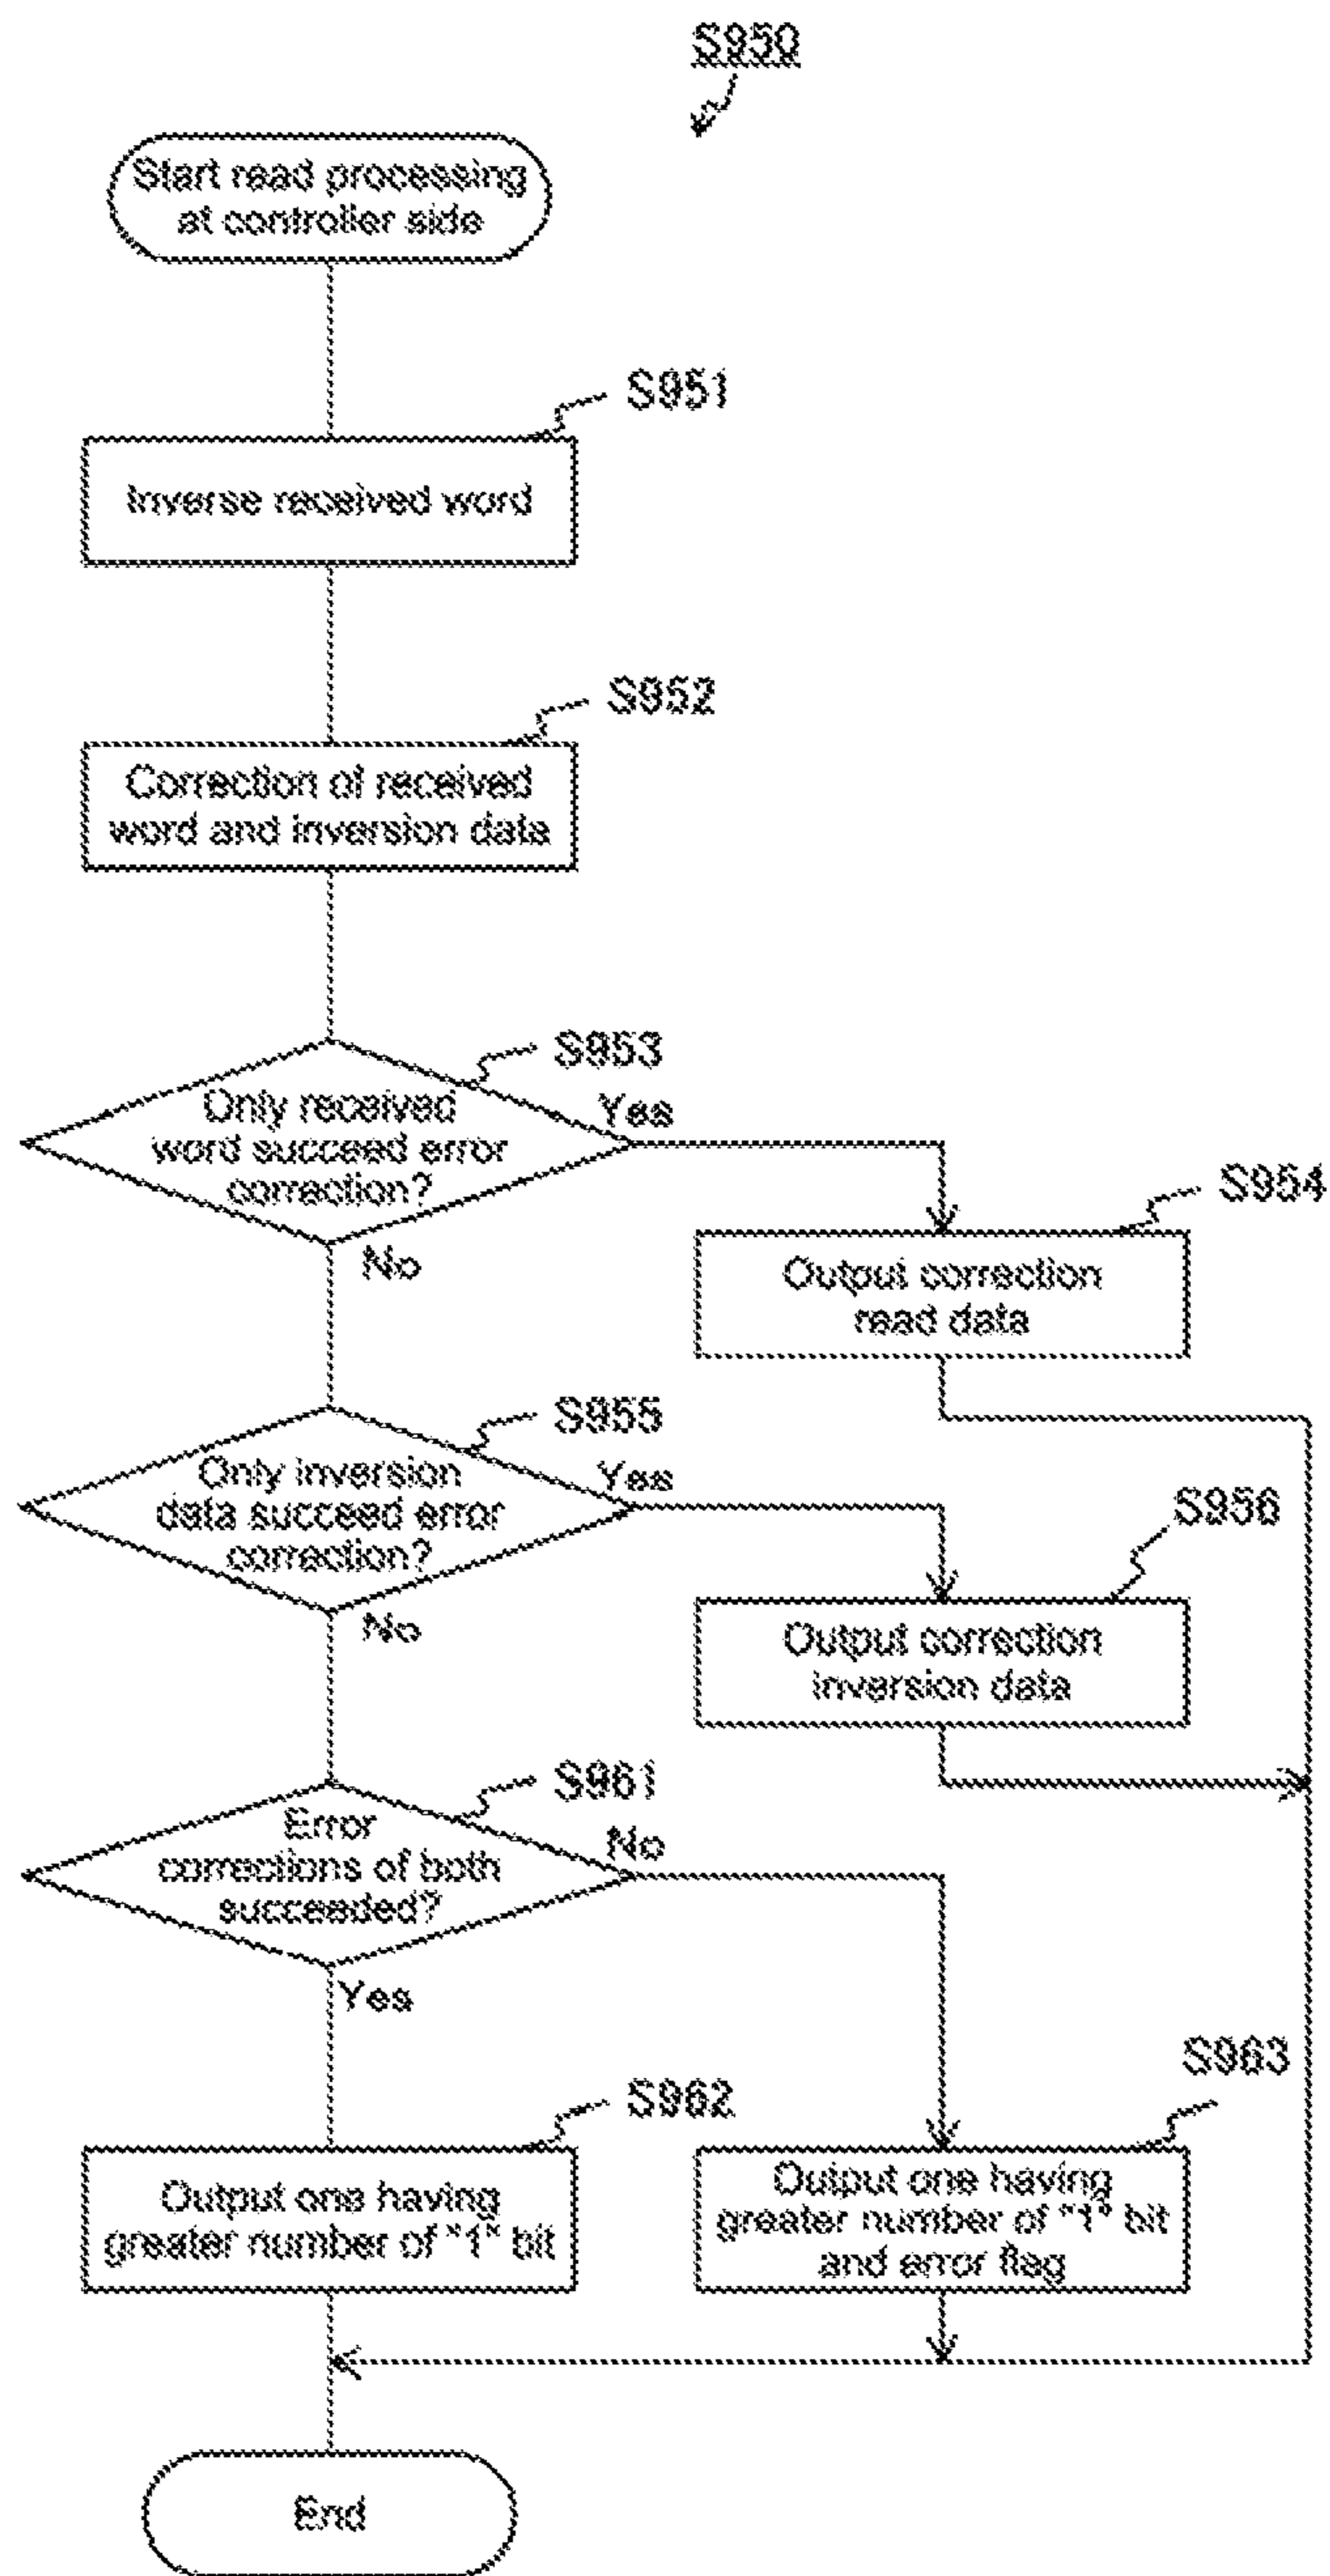 S950
Start read processing
at controller side
S951
Inverse received word
S952
Correction of received
word and inversion data
S953
Only received
word succeed error
correction?
Yes
No
S954
Output correction
read data
S955
Only inversion
data succeed error
correction?
Yes
No
S956
Output correction
inversion data
S961
Error
corrections of both
succeeded?
No
Yes
S962
Output one having
greater number of "1" bit
S963
Output one having
greater number of "1" bit
and error flag
End